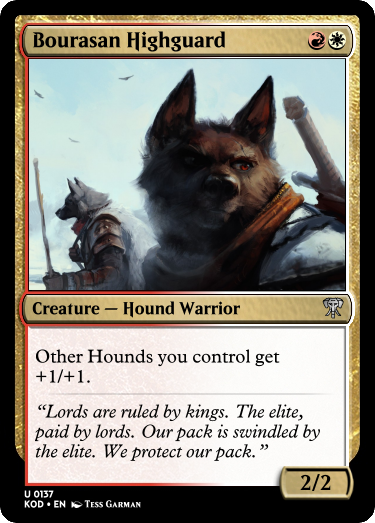 Bourasan Highguard
Creature — Hound Warrior
Other Hounds you control get
+1/+1.
“Lords are ruled by kings. The elite,
paid by lords. Our pack is swindled by
the elite. We protect our pack.”
2/2
U 0137
KOD • EN Tess Garman